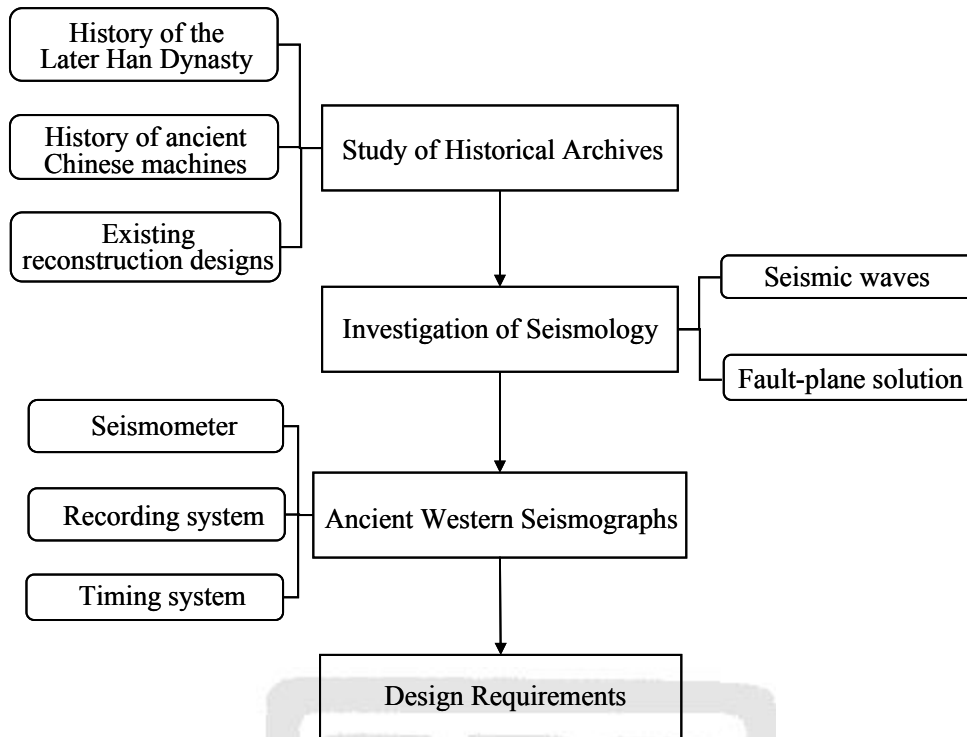 History of the
Later Han Dynasty
History of ancient
Chinese machines
Existing
reconstruction designs
Study of Historical Archives
Investigation of Seismology
Seismic waves
Fault-plane solution
Seismometer
Recording system
Timing system
Ancient Western Seismographs
Design Requirements